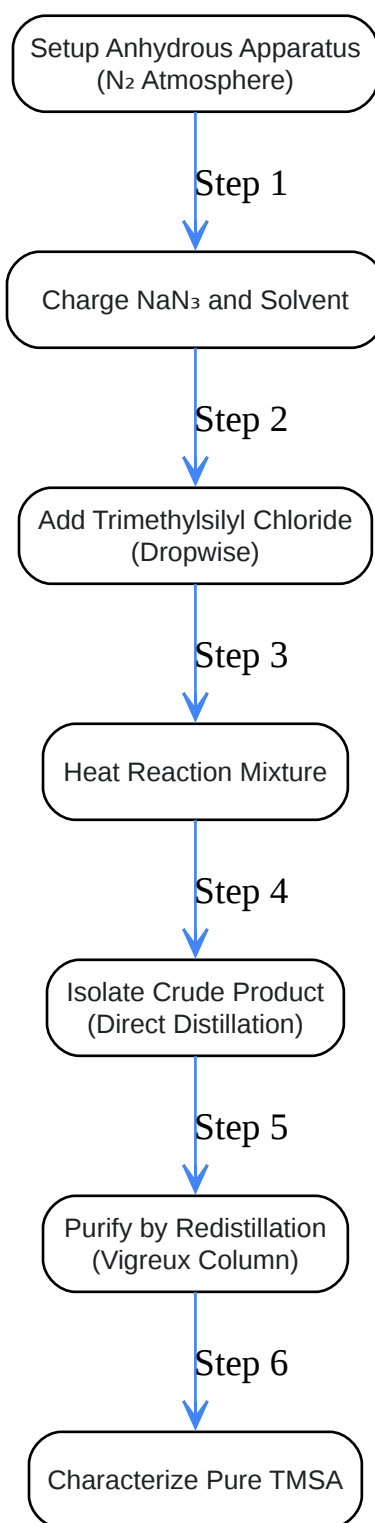 Setup Anhydrous Apparatus
(N₂ Atmosphere)
Step 1
Charge NaN₃ and Solvent
Step 2
Add Trimethylsilyl Chloride
(Dropwise)
Step 3
Heat Reaction Mixture
Step 4
Isolate Crude Product
(Direct Distillation)
Step 5
Purify by Redistillation
(Vigreux Column)
Step 6
Characterize Pure TMSA